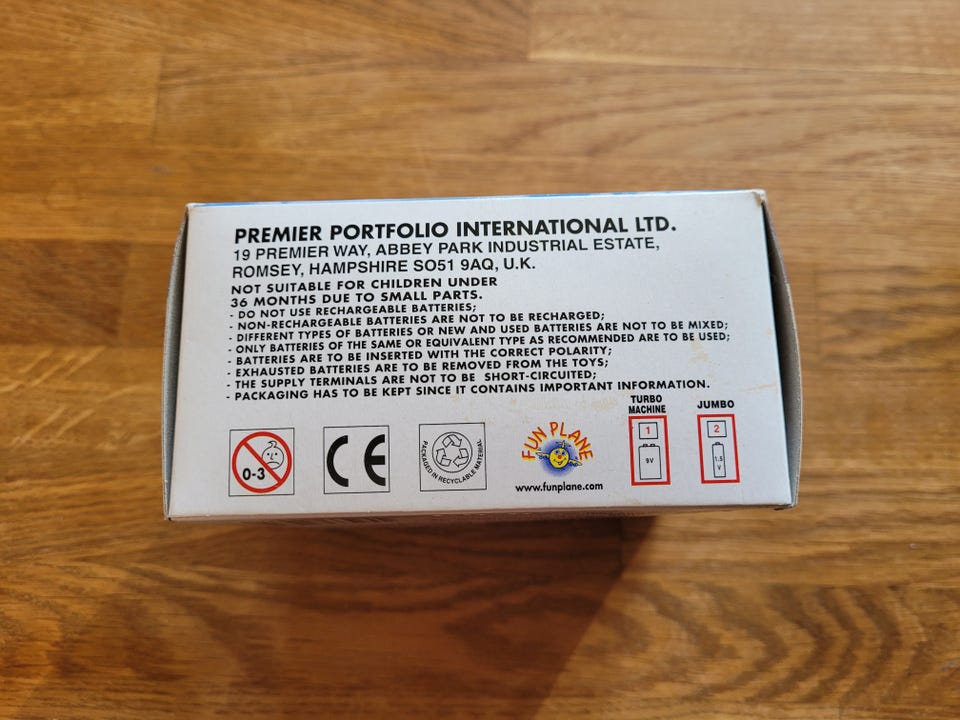 PREMIER PORTFOLIO INTERNATIONAL LTD.
19 PREMIER WAY, ABBEY PARK INDUSTRIAL ESTATE,
ROMSEY, HAMPSHIRE SO51 9AQ, U.K.
NOT SUITABLE FOR CHILDREN UNDER
36 MONTHS DUE TO SMALL PARTS.
- DO NOT USE RECHARGEABLE BATTERIES;
- NON-RECHARGEABLE BATTERIES ARE NOT TO BE RECHARGED;
- DIFFERENT TYPES OF BATTERIES OR NEW AND USED BATTERIES ARE NOT TO BE MIXED;
- ONLY BATTERIES OF THE SAME OR EQUIVALENT TYPE AS RECOMMENDED ARE TO BE USED;
- BATTERIES ARE TO BE INSERTED WITH THE CORRECT POLARITY;
- EXHAUSTED BATTERIES ARE TO BE REMOVED FROM THE TOYS;
- THE SUPPLY TERMINALS ARE NOT TO BE SHORT-CIRCUITED;
- PACKAGING HAS TO BE KEPT SINCE IT CONTAINS IMPORTANT INFORMATION.
0-3
CE
PACKAGED IN RECYCLABLE MATERIAL
FUN PLANE
www.funplane.com
TURBO
MACHINE
1
9V
JUMBO
2
1.5
V